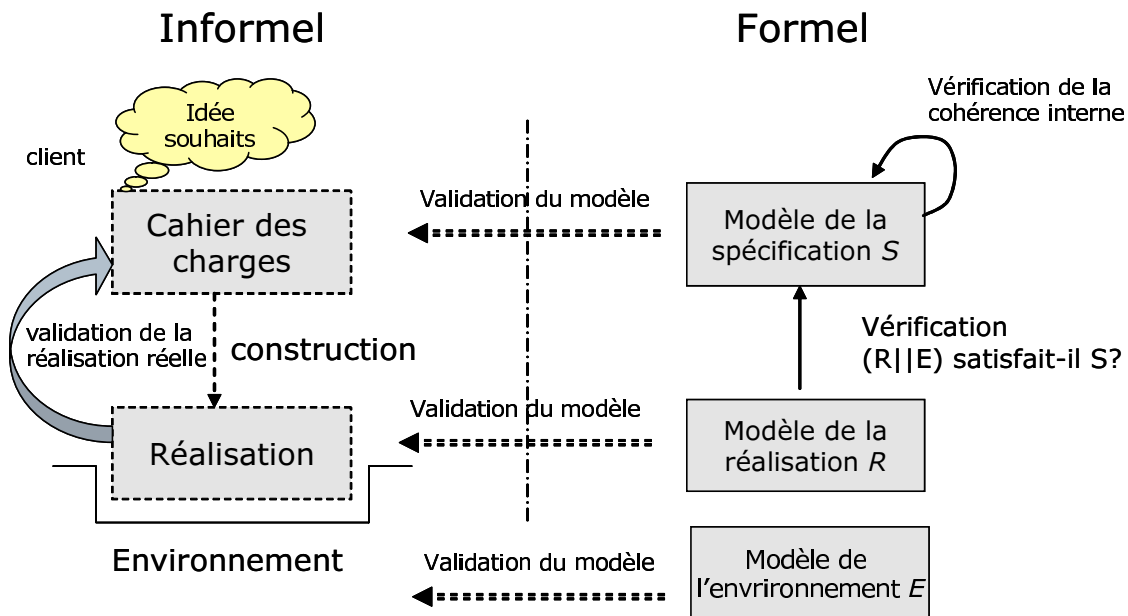 Informel
Formel
Idée
souhaits
client
Cahier des
charges
validation de la
réalisation réelle
construction
Réalisation
Environnement
Validation du modèle
Validation du modèle
Validation du modèle
Vérification de la
cohérence interne
Modèle de la
spécification S
Vérification
(R||E) satisfait-il S?
Modèle de la
réalisation R
Modèle de
l'envrironnement E